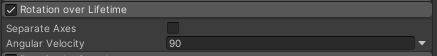 Rotation over Lifetime
Separate Axes
Angular Velocity 90